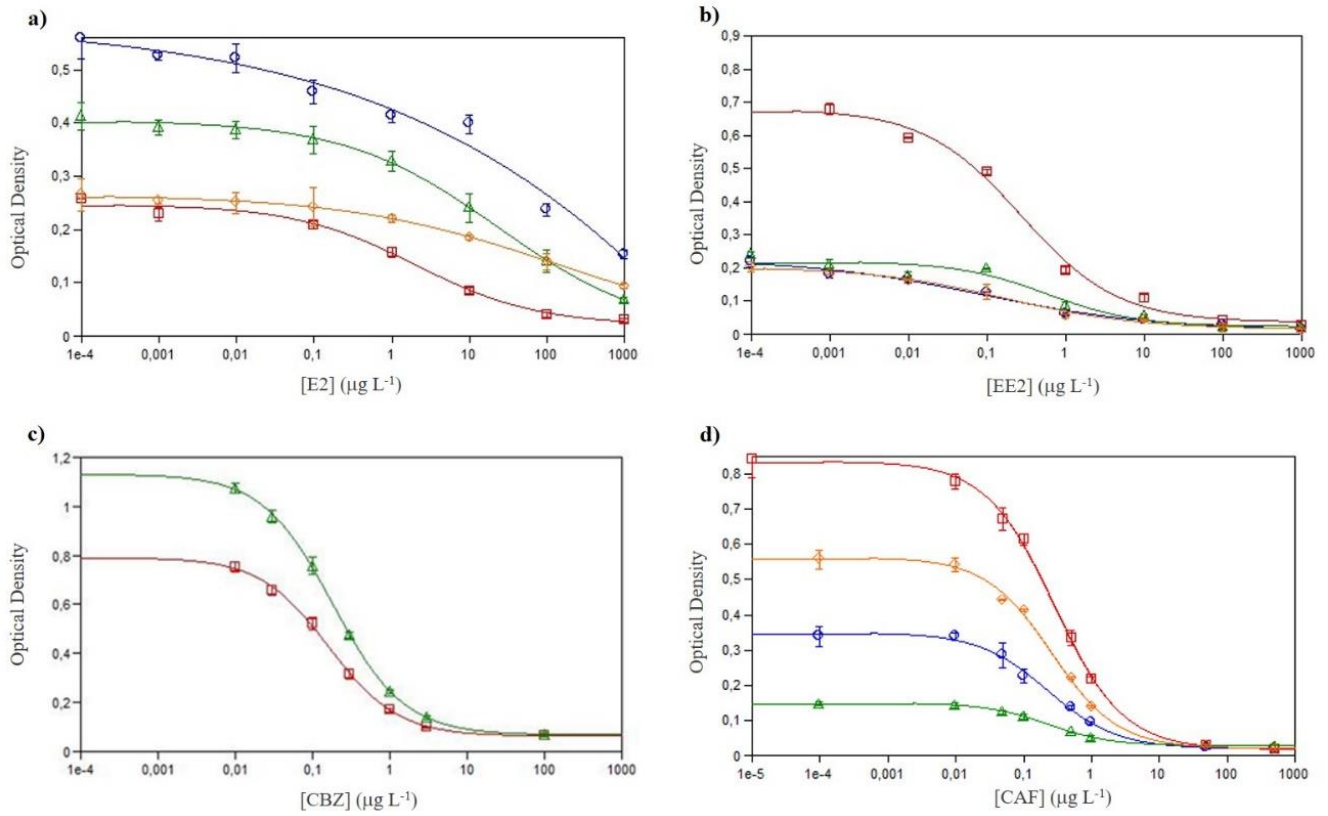 a)
0,5
0,4
0,3
0,2
0,1
0
Optical Density
1e-4 0,001 0,01 0,1 1 10 100 1000
[E2] (µg L⁻¹)
b)
0,9
0,8
0,7
0,6
0,5
0,4
0,3
0,2
0,1
0
Optical Density
1e-4 0,001 0,01 0,1 1 10 100 1000
[EE2] (µg L⁻¹)
c)
1,2
1
0,8
0,6
0,4
0,2
0
Optical Density
1e-4 0,001 0,01 0,1 1 10 100 1000
[CBZ] (µg L⁻¹)
d)
0,8
0,7
0,6
0,5
0,4
0,3
0,2
0,1
0
Optical Density
1e-5 1e-4 0,001 0,01 0,1 1 10 100 1000
[CAF] (µg L⁻¹)